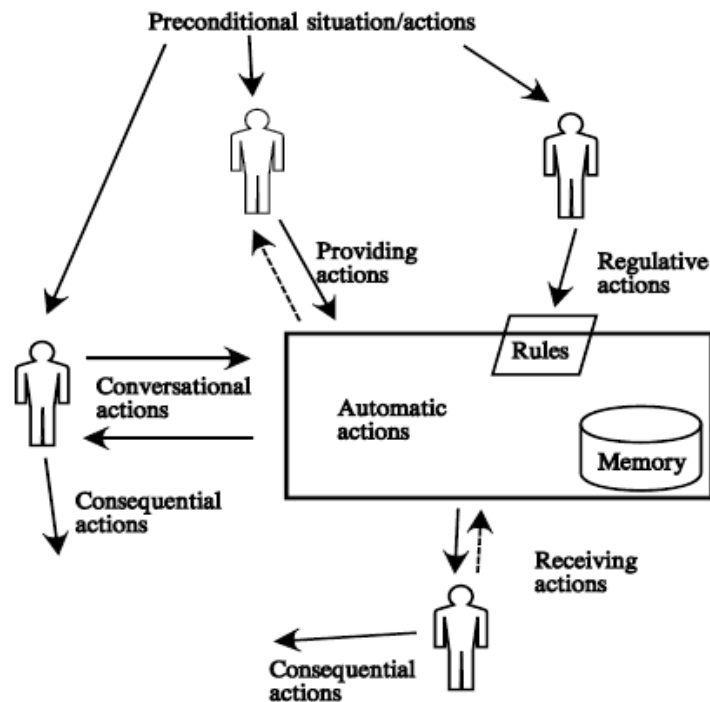 Preconditional situation/actions
Providing
actions
Regulative
actions
Rules
Conversational
actions
Automatic
actions
Memory
Consequential
actions
Receiving
actions
Consequential
actions